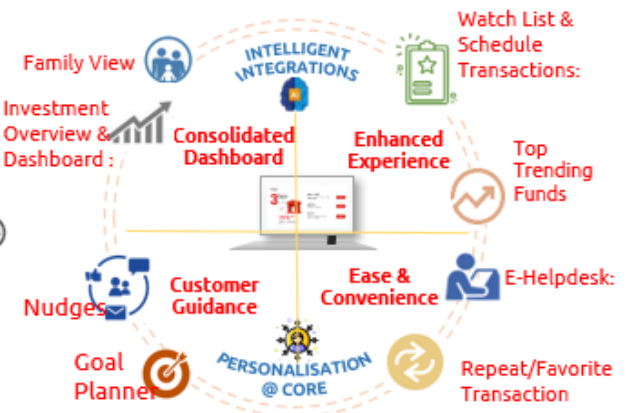 Watch List &
Schedule
Transactions:
INTELLIGENT
INTEGRATIONS
Family View
Investment
Overview &
Dashboard :
Consolidated
Dashboard
Enhanced
Experience
Top
Trending
Funds
3
Customer
Guidance
Ease &
Convenience
E-Helpdesk:
Nudges
Goal
Planner
PERSONALISATION
@ CORE
Repeat/Favorite
Transaction